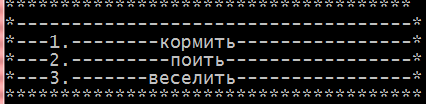 * * * * * * * * * * * * * * * * * * * * * * *
*-----------------------------------*
*---1.--------кормить---------------*
*---2.---------поить----------------*
*---3.-------веселить---------------*
* * * * * * * * * * * * * * * * * * * * * * *